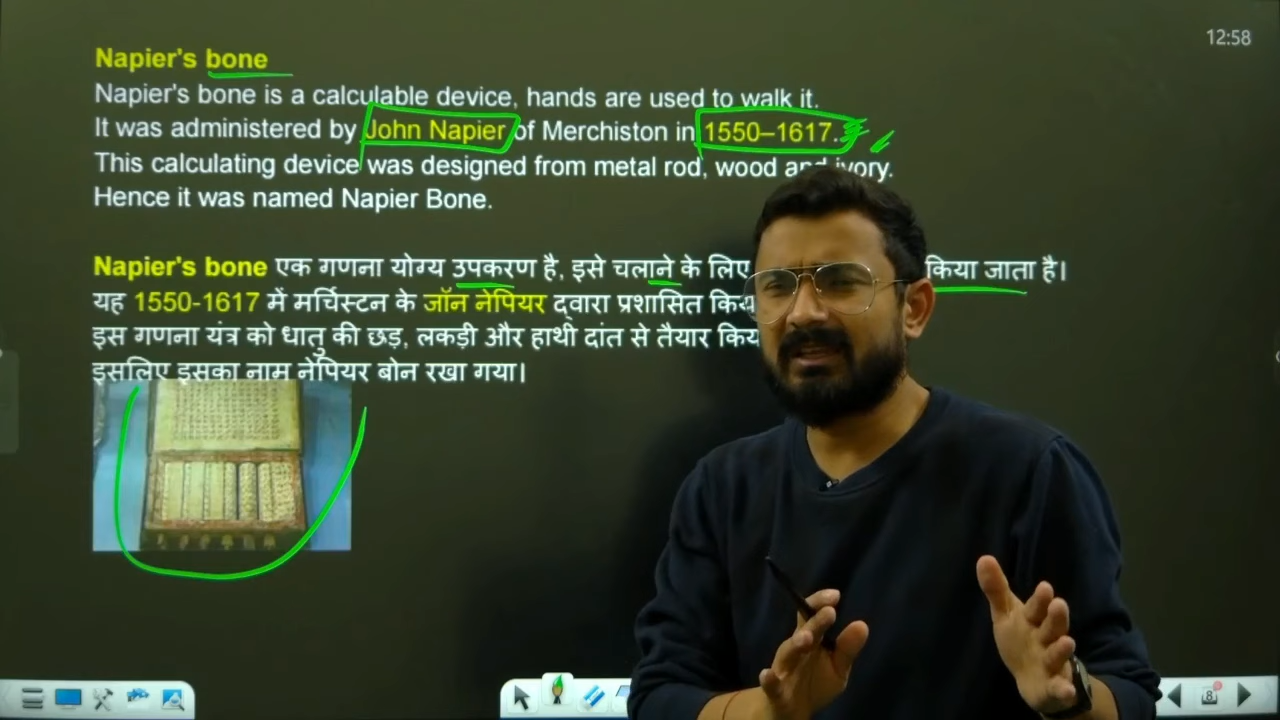 12:58
Napier's bone
Napier's bone is a calculable device, hands are used to walk it.
It was administered by John Napier of Merchiston in 1550–1617.
This calculating device was designed from metal rod, wood and ivory.
Hence it was named Napier Bone.
Napier's bone एक गणना योग्य उपकरण है, इसे चलाने के लिए किया जाता है।
यह 1550-1617 में मर्चिस्टन के जॉन नेपियर द्वारा प्रशासित
इस गणना यंत्र को धातु की छड़, लकड़ी और हाथी दांत से तैयार
इसलिए इसका नाम नेपियर बोन रखा गया।
8